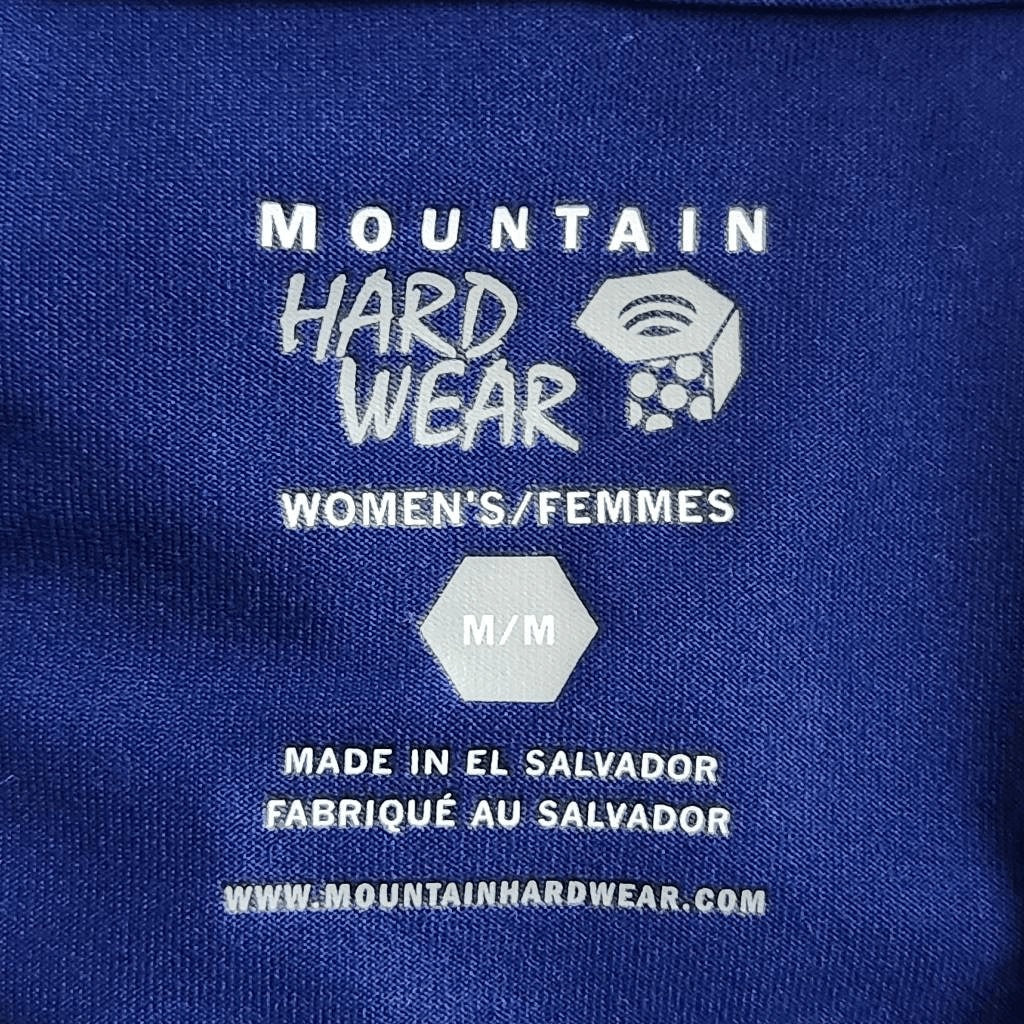 MOUNTAIN
HARD
WEAR
WOMEN'S/FEMMES
M/M
MADE IN EL SALVADOR
FABRIQUÉ AU SALVADOR
WWW.MOUNTAINHARDWEAR.COM